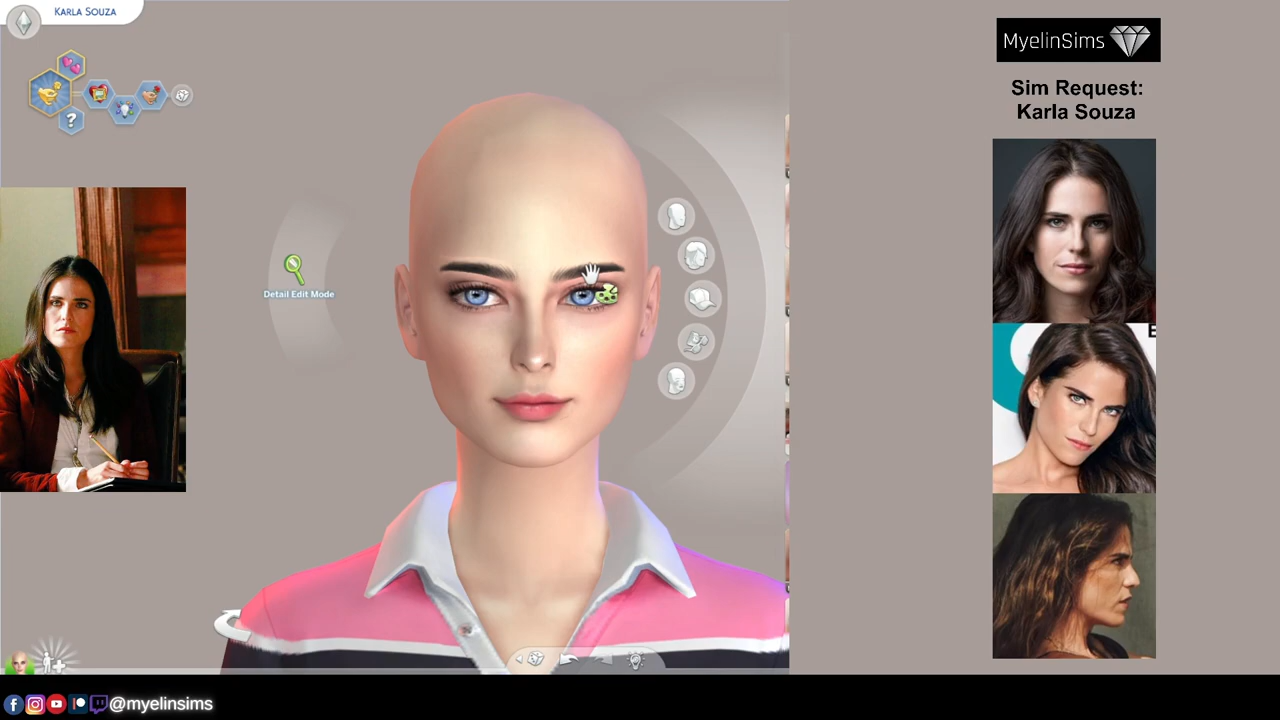 KARLA SOUZA
?
Detail Edit Mode
MyelinSims
Sim Request:
Karla Souza
E
@myelinsims